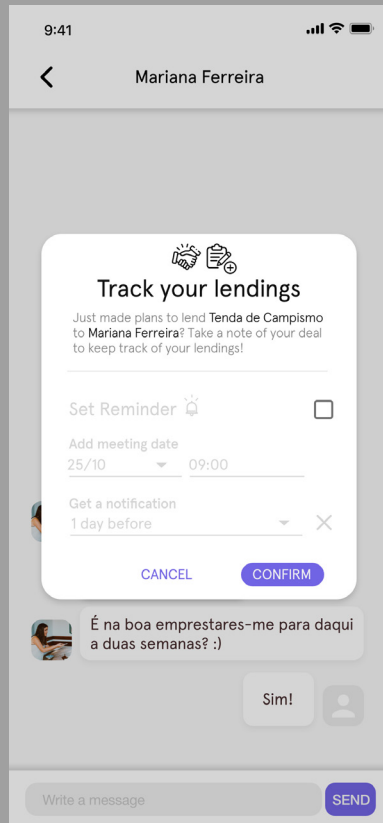 9:41
Mariana Ferreira
Track your lendings
Just made plans to lend Tenda de Campismo
to Mariana Ferreira? Take a note of your deal
to keep track of your lendings!
Set Reminder
Add meeting date
25/10 09:00
Get a notification
1 day before
CANCEL CONFIRM
É na boa emprestares-me para daqui
a duas semanas? :)
Sim!
Write a message SEND